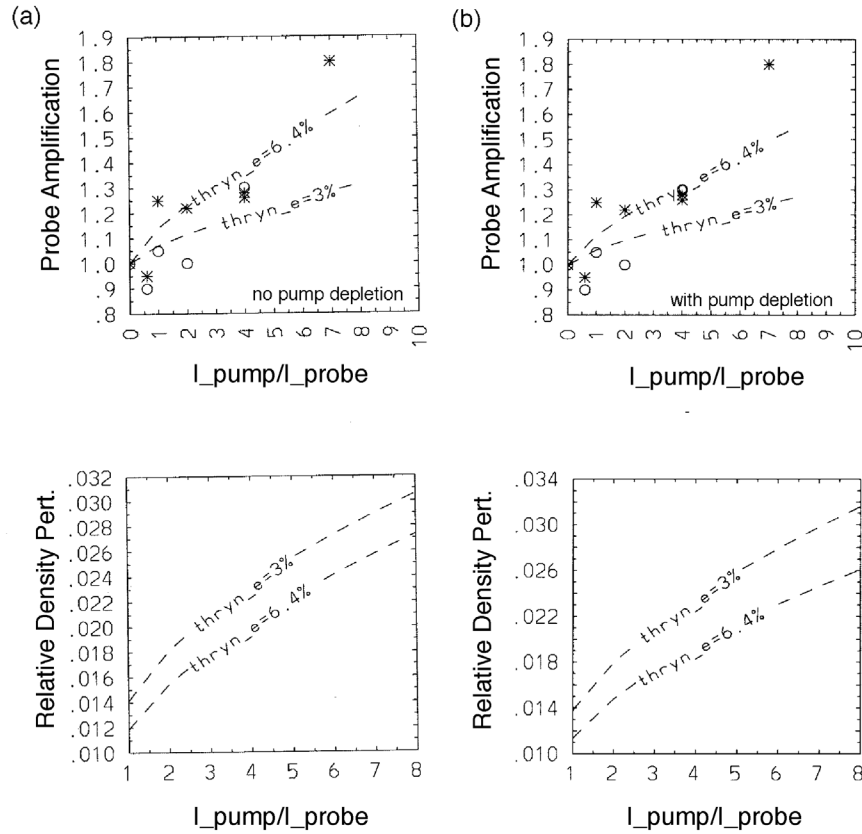 (a)
Probe Amplification
1.9
1.8
1.7
1.6
1.5
1.4
1.3
1.2
1.1
1.0
.9
.8
thryn_e=6.4%
thryn_e=3%
no pump depletion
0 1 2 3 4 5 6 7 8 9 10
I_pump/I_probe
(b)
Probe Amplification
1.9
1.8
1.7
1.6
1.5
1.4
1.3
1.2
1.1
1.0
.9
.8
thryn_e=6.4%
thryn_e=3%
with pump depletion
0 1 2 3 4 5 6 7 8 9 10
I_pump/I_probe
Relative Density Pert.
.032
.030
.028
.026
.024
.022
.020
.018
.016
.014
.012
.010
thryn_e=3%
thryn_e=6.4%
1 2 3 4 5 6 7 8
I_pump/I_probe
Relative Density Pert.
.034
.030
.026
.022
.018
.014
.010
thryn_e=3%
thryn_e=6.4%
1 2 3 4 5 6 7 8
I_pump/I_probe